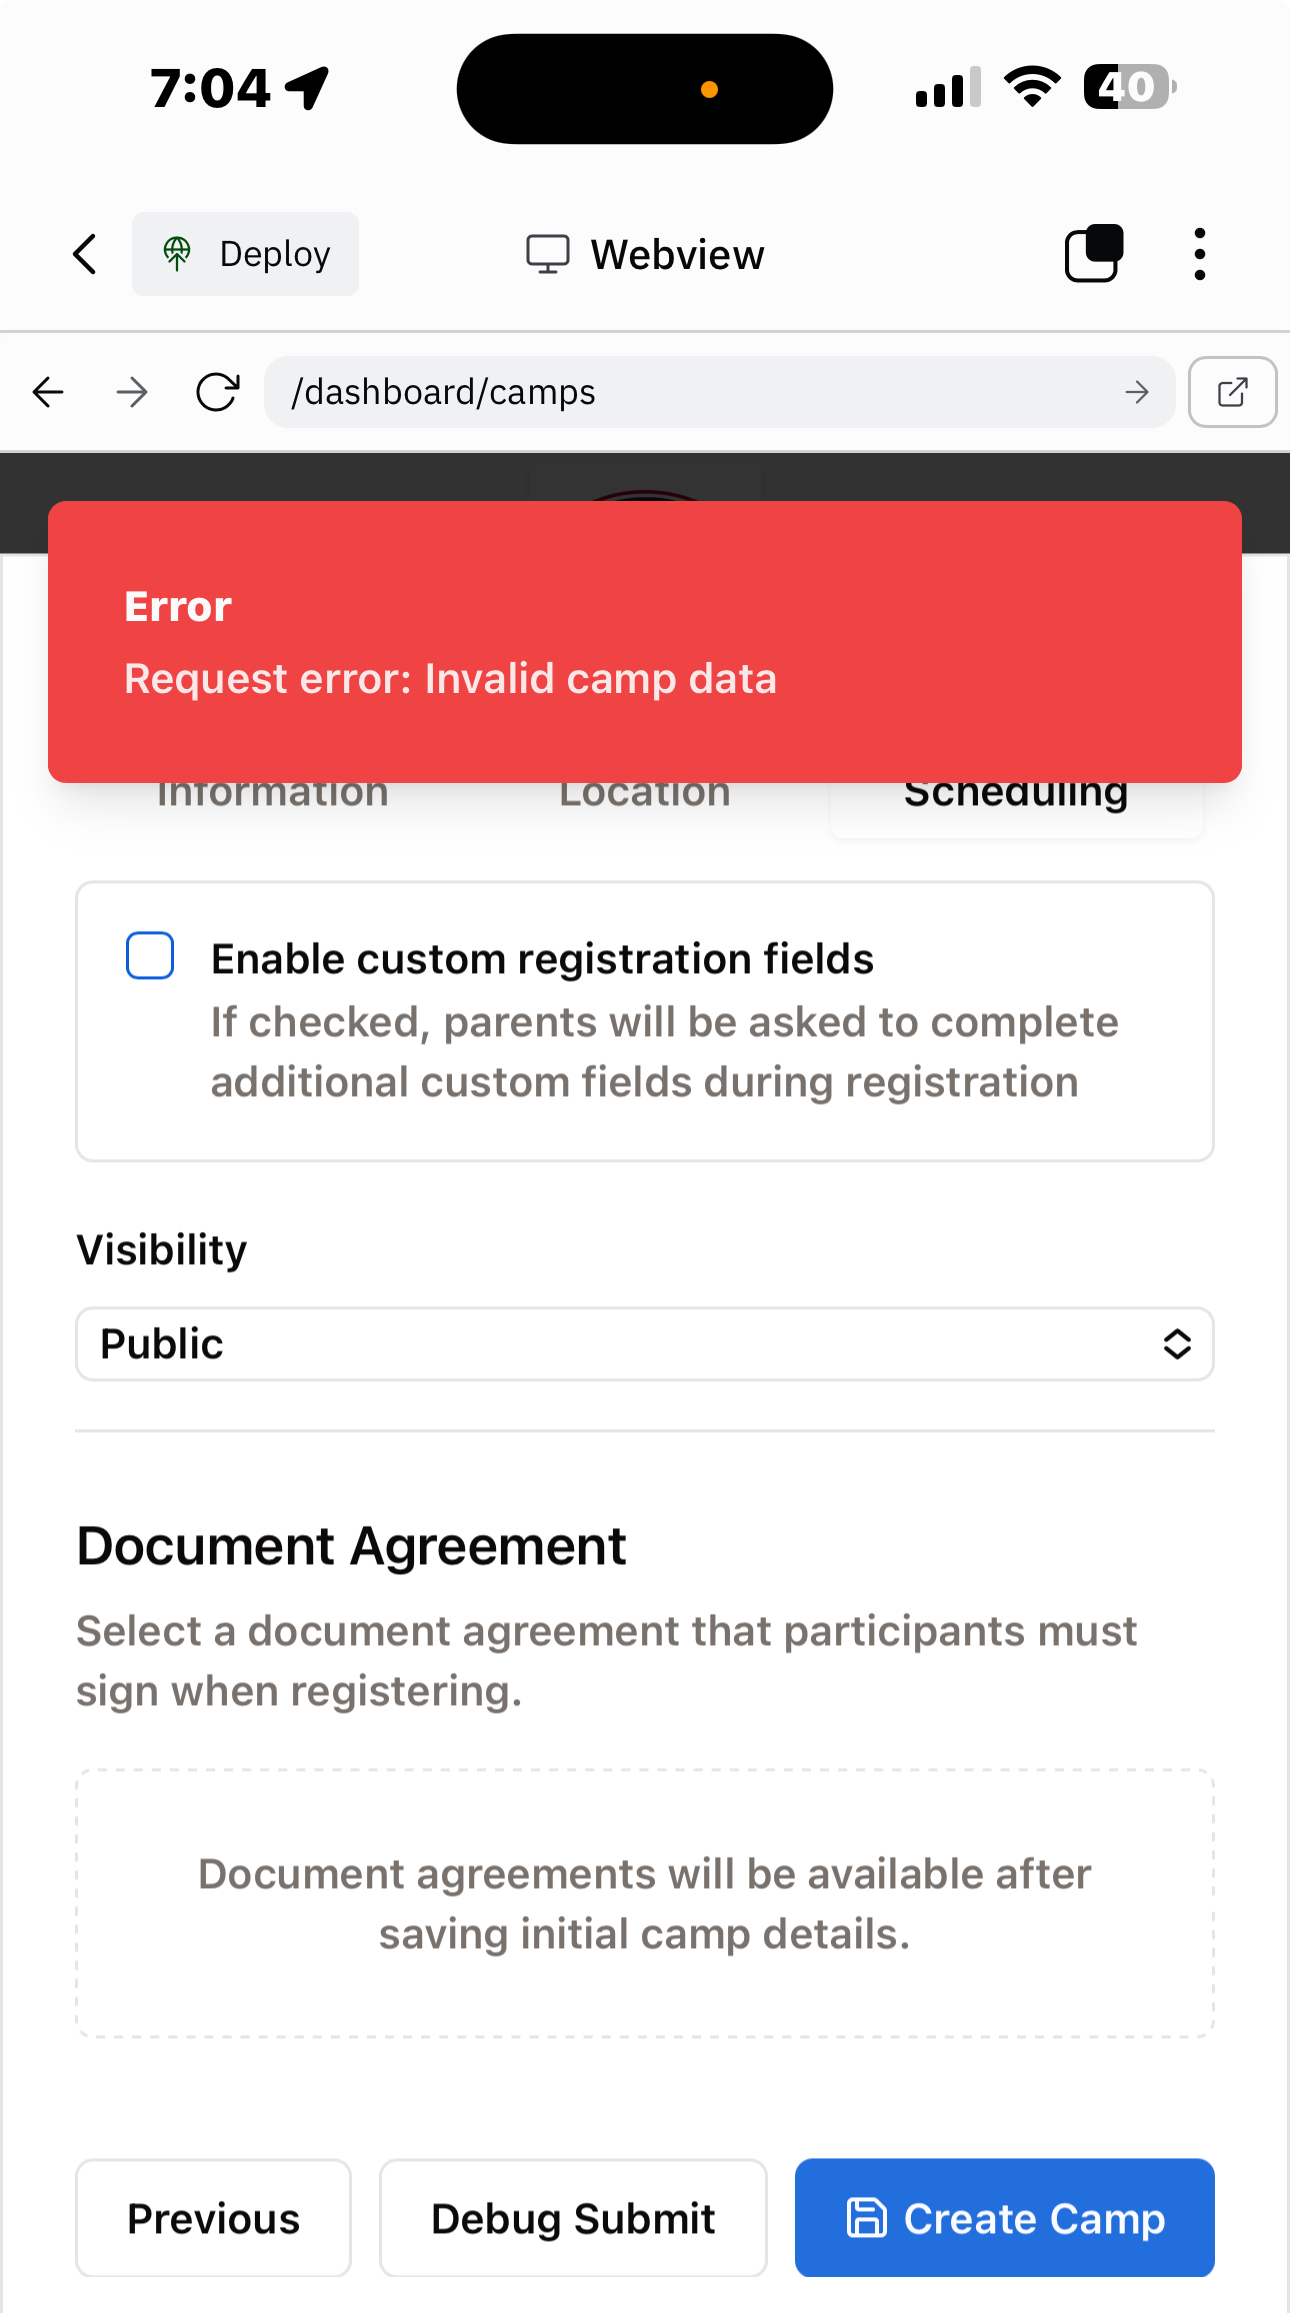 7:04
40
Deploy
Webview
/dashboard/camps
Error
Request error: Invalid camp data
Information
Location
Scheduling
Enable custom registration fields
If checked, parents will be asked to complete
additional custom fields during registration
Visibility
Public
Document Agreement
Select a document agreement that participants must
sign when registering.
Document agreements will be available after
saving initial camp details.
Previous
Debug Submit
Create Camp